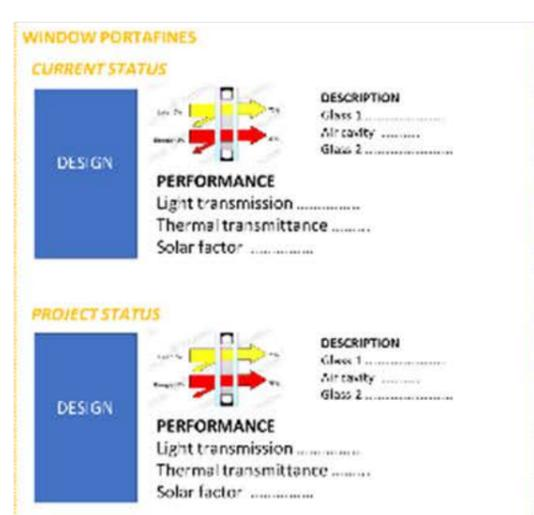 WINDOW PORTAFINES
CURRENT STATUS
DESIGN
DESCRIPTION
Glass 1 ......................
Air cavity ..........
Glass 2 ........................
PERFORMANCE
Light transmission ...............
Thermal transmittance .........
Solar factor ...............
PROJECT STATUS
DESIGN
DESCRIPTION
Glass 1 ......................
Air cavity ..........
Glass 2 ........................
PERFORMANCE
Light transmission ...............
Thermal transmittance .........
Solar factor ...............